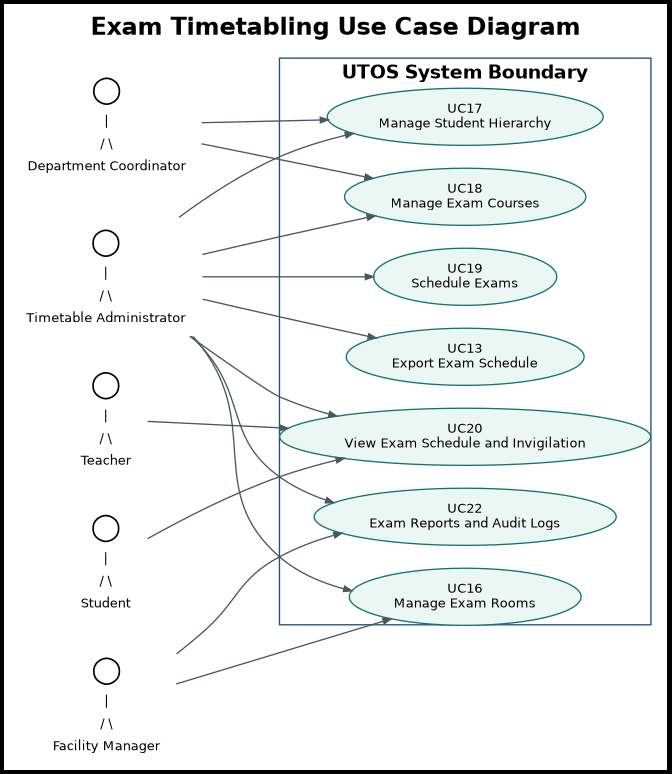 Exam Timetabling Use Case Diagram
UTOS System Boundary
Department Coordinator
Timetable Administrator
Teacher
Student
Facility Manager
UC17
Manage Student Hierarchy
UC18
Manage Exam Courses
UC19
Schedule Exams
UC13
Export Exam Schedule
UC20
View Exam Schedule and Invigilation
UC22
Exam Reports and Audit Logs
UC16
Manage Exam Rooms